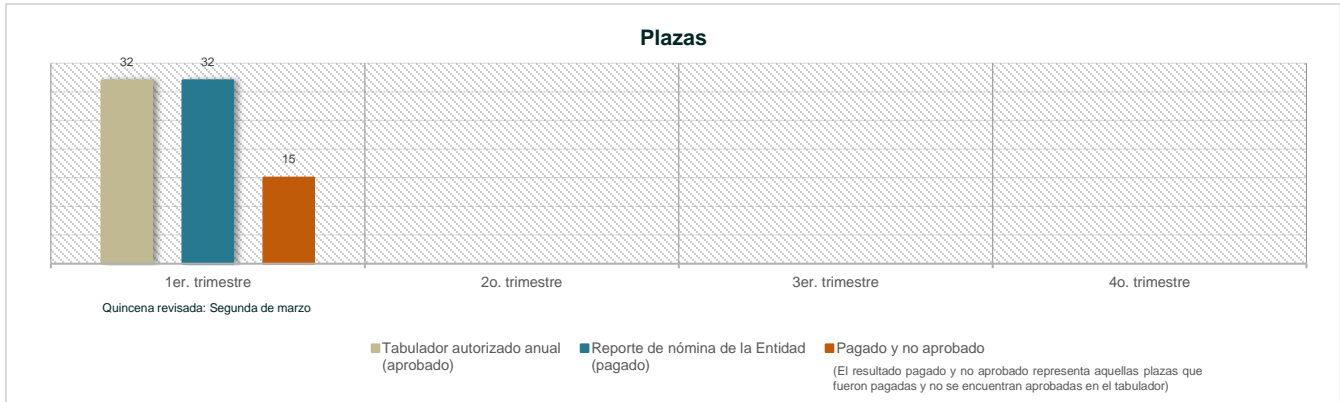 Plazas
32
32
15
1er. trimestre
2o. trimestre
3er. trimestre
4o. trimestre
Quincena revisada: Segunda de marzo
Tabulador autorizado anual
(aprobado)
Reporte de nómina de la Entidad
(pagado)
Pagado y no aprobado
(El resultado pagado y no aprobado representa aquellas plazas que
fueron pagadas y no se encuentran aprobadas en el tabulador)